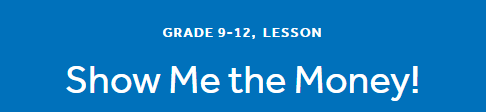 GRADE 9-12, LESSON
Show Me the Money!